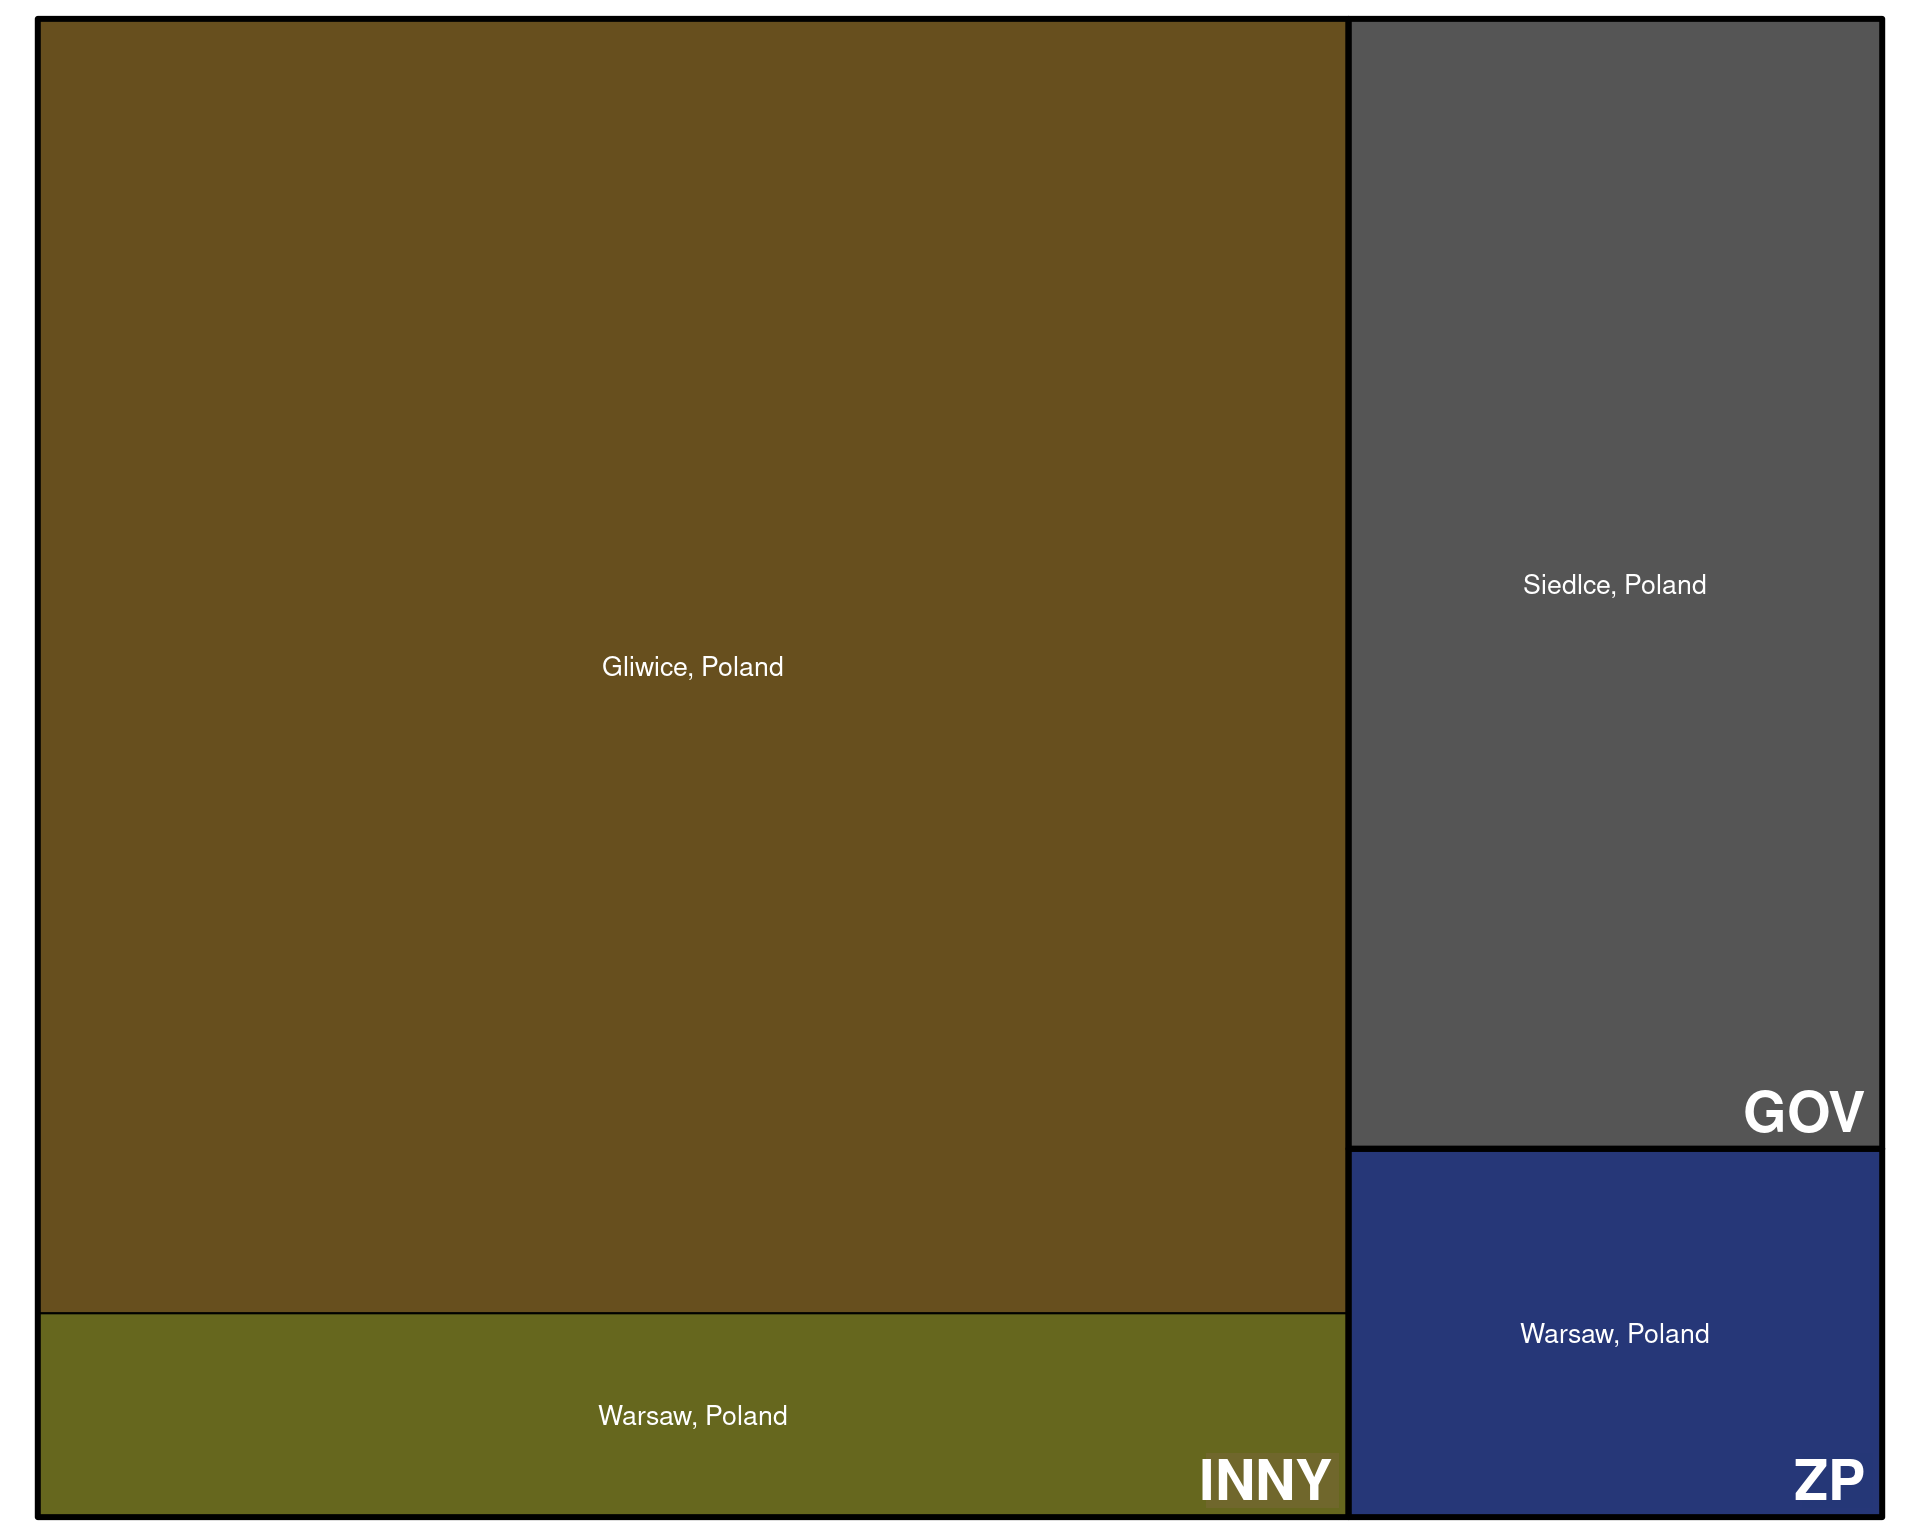 Gliwice, Poland
Warsaw, Poland
INNY
Siedlce, Poland
GOV
Warsaw, Poland
ZP